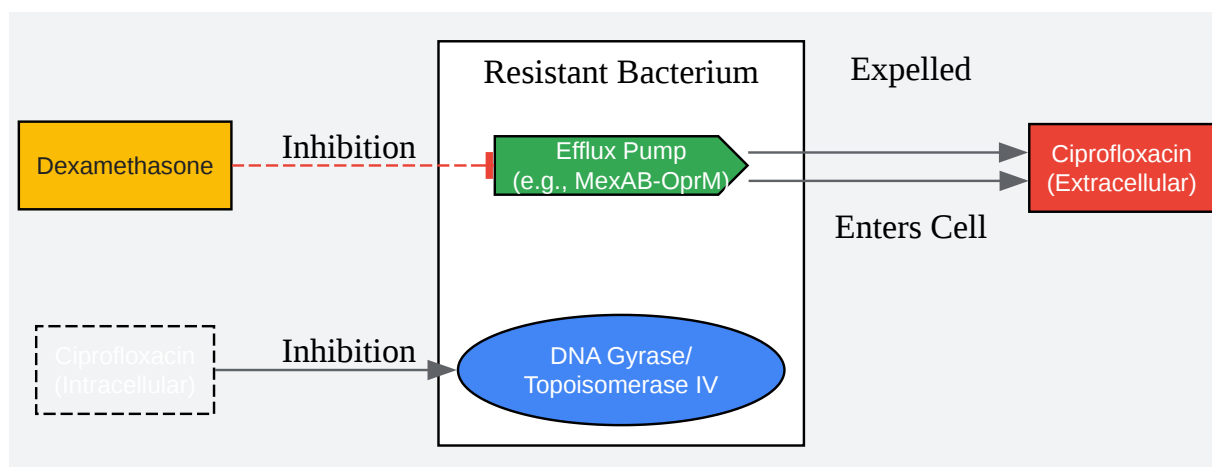 Resistant Bacterium
Expelled
Dexamethasone
Inhibition
Efflux Pump
(e.g., MexAB-OprM)
Ciprofloxacin
(Extracellular)
Enters Cell
Ciprofloxacin
(Intracellular)
Inhibition
DNA Gyrase/
Topoisomerase IV